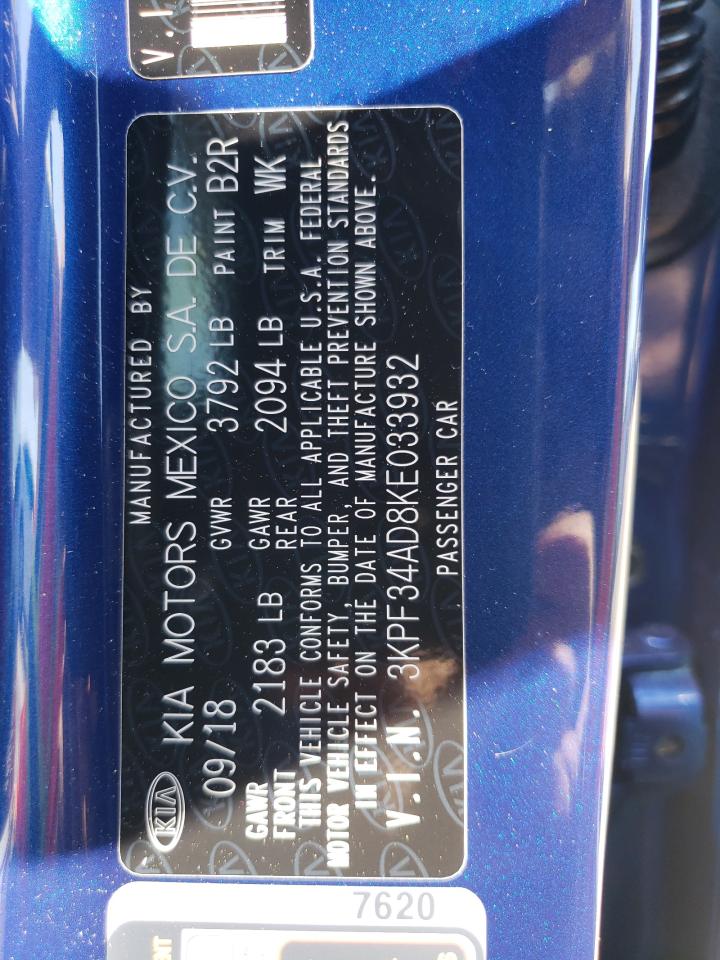 V.I
MANUFACTURED BY
KIA KIA MOTORS MEXICO S.A. DE C.V.
09/18 GVWR 3792 LB PAINT B2R
GAWR FRONT 2183 LB GAWR REAR 2094 LB TRIM WK
THIS VEHICLE CONFORMS TO ALL APPLICABLE U.S.A. FEDERAL
MOTOR VEHICLE SAFETY, BUMPER, AND THEFT PREVENTION STANDARDS
IN EFFECT ON THE DATE OF MANUFACTURE SHOWN ABOVE.
V.I.N. 3KPF34AD8KE033932
PASSENGER CAR
7620